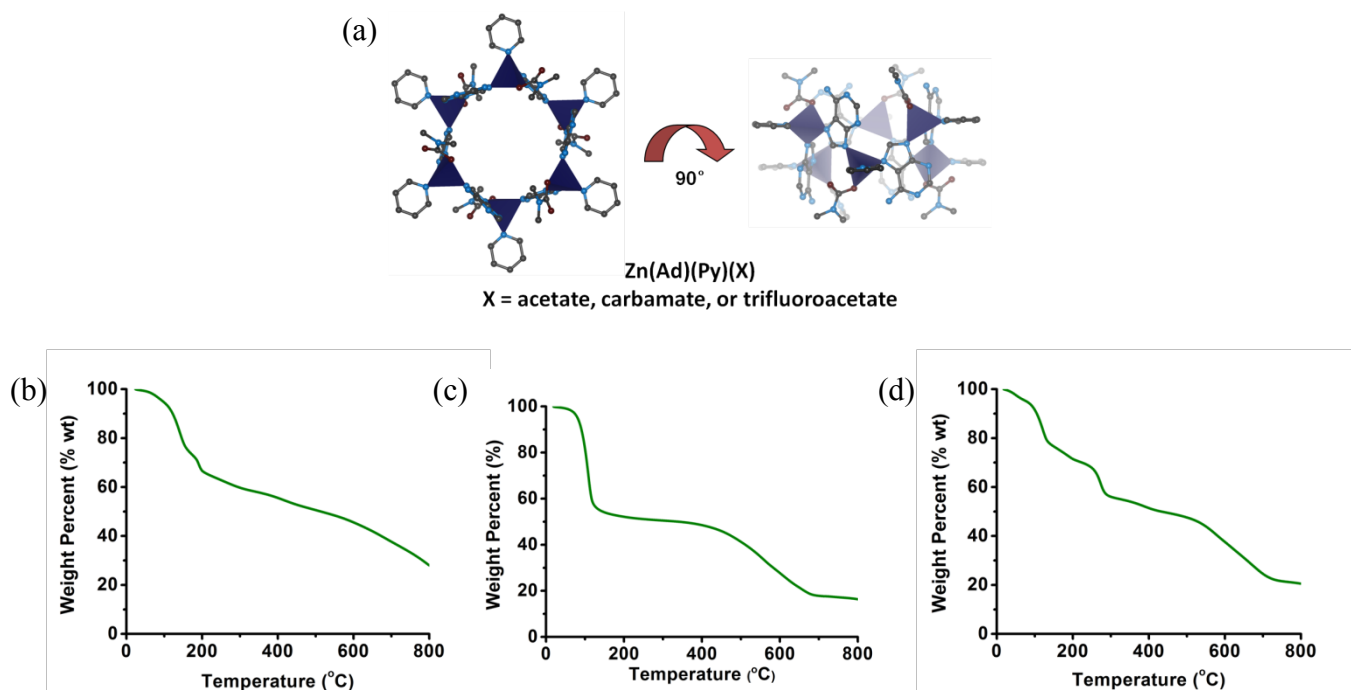 (a)
90°
Zn(Ad)(Py)(X)
X = acetate, carbamate, or trifluoroacetate
(b)
Weight Percent (% wt)
100
80
60
40
20
0
0 200 400 600 800
Temperature (°C)
(c)
Weight Percent (%)
100
80
60
40
20
0
0 200 400 600 800
Temperature (°C)
(d)
Weight Percent (% wt)
100
80
60
40
20
0
0 200 400 600 800
Temperature (°C)